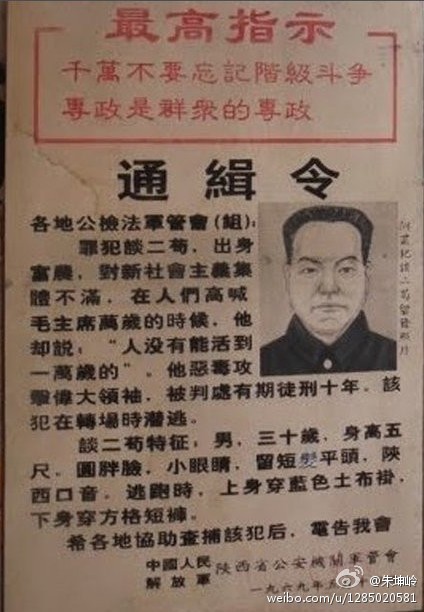 最高指示
千萬不要忘記階級斗爭
專政是群衆的專政
通緝令
各地公檢法軍管會(組):
罪犯談二苟，出身
富農，對新社會主義集
體不滿，在人們高喊
毛主席萬歲的時候，他
却説："人没有能活到
一萬歲的"。他惡毒攻
擊偉大領袖，被判處有期徒刑十年。該
犯在轉場時潛逃。
談二苟特征：男，三十歲，身高五
尺。圓胖臉，小眼睛，留短髮平頭，陝
西口音。逃跑時，上身穿藍色土布褂，
下身穿方格短褲。
希各地協助查捕該犯后，電告我會
中國人民
解放軍 陝西省公安機關軍管會
一九六九年五
附罪犯談二苟留發照片
@朱坤岭
weibo.com/u/1285020581